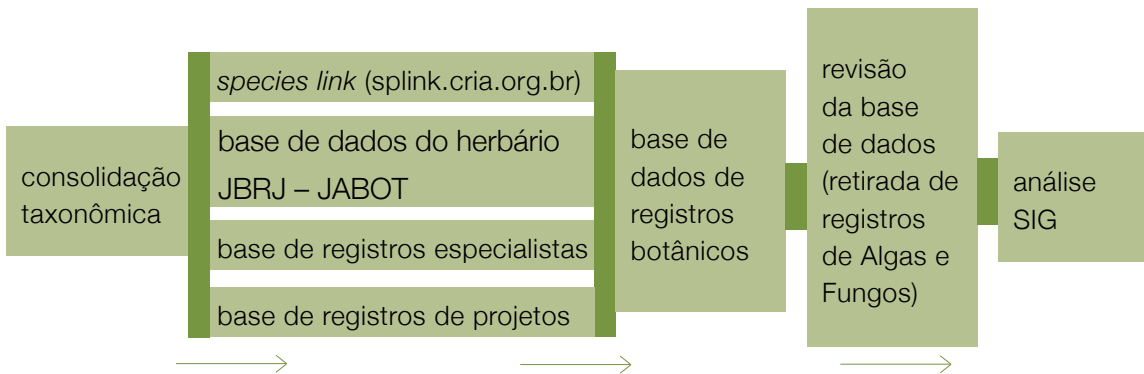 consolidação
taxonômica
species link (splink.cria.org.br)
base de dados do herbário
JBRJ – JABOT
base de registros especialistas
base de registros de projetos
base de
dados de
registros
botânicos
revisão
da base
de dados
(retirada de
registros
de Algas e
Fungos)
análise
SIG